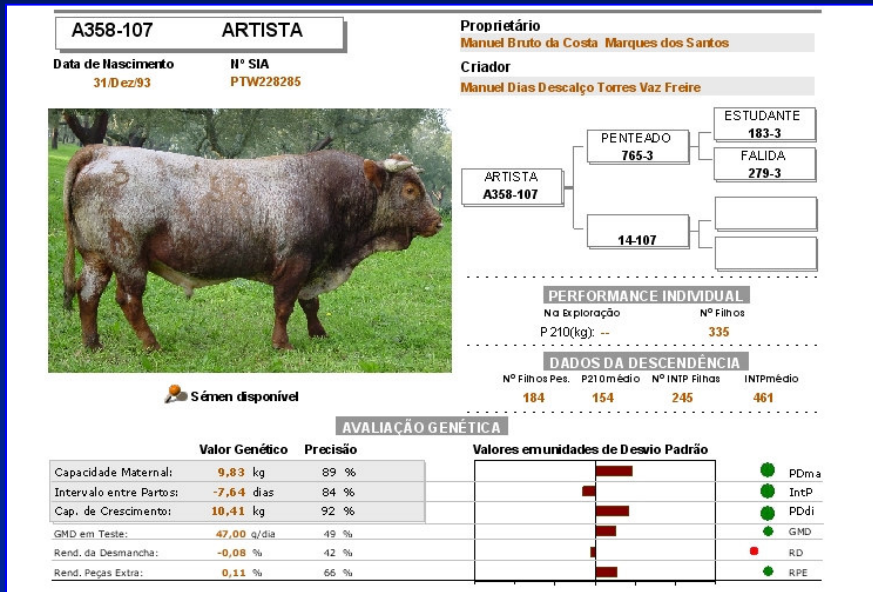 A358-107 ARTISTA
Data de Nascimento Nº SIA
31/Dez/93 PTW228285
Proprietário
Manuel Bruto da Costa Marques dos Santos
Criador
Manuel Dias Descalço Torres Vaz Freire
ARTISTA
A358-107
PENTEADO
765-3
ESTUDANTE
183-3
FALIDA
279-3
14-107
PERFORMANCE INDIVIDUAL
Na Exploração Nº Filhos
P 210(kg): -- 335
DADOS DA DESCENDÊNCIA
Nº Filhos Pes. P210médio Nº INTP Filhas INTPmédio
184 154 245 461
Sémen disponível
AVALIAÇÃO GENÉTICA
Valor Genético Precisão Valores em unidades de Desvio Padrão
Capacidade Maternal: 9,83 kg 89 % PDma
Intervalo entre Partos: -7,64 dias 84 % IntP
Cap. de Crescimento: 10,41 kg 92 % PDdi
GMD em Teste: 47,00 g/dia 49 % GMD
Rend. da Desmancha: -0,08 % 42 % RD
Rend. Peças Extra: 0,11 % 66 % RPE